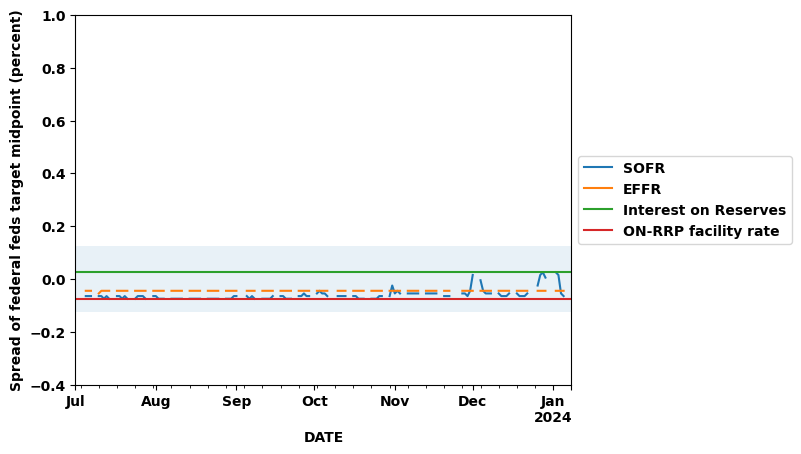 Spread of federal feds target midpoint (percent)
1.0
0.8
0.6
0.4
0.2
0.0
−0.2
−0.4
Jul Aug Sep Oct Nov Dec Jan
2024
DATE
SOFR
EFFR
Interest on Reserves
ON-RRP facility rate